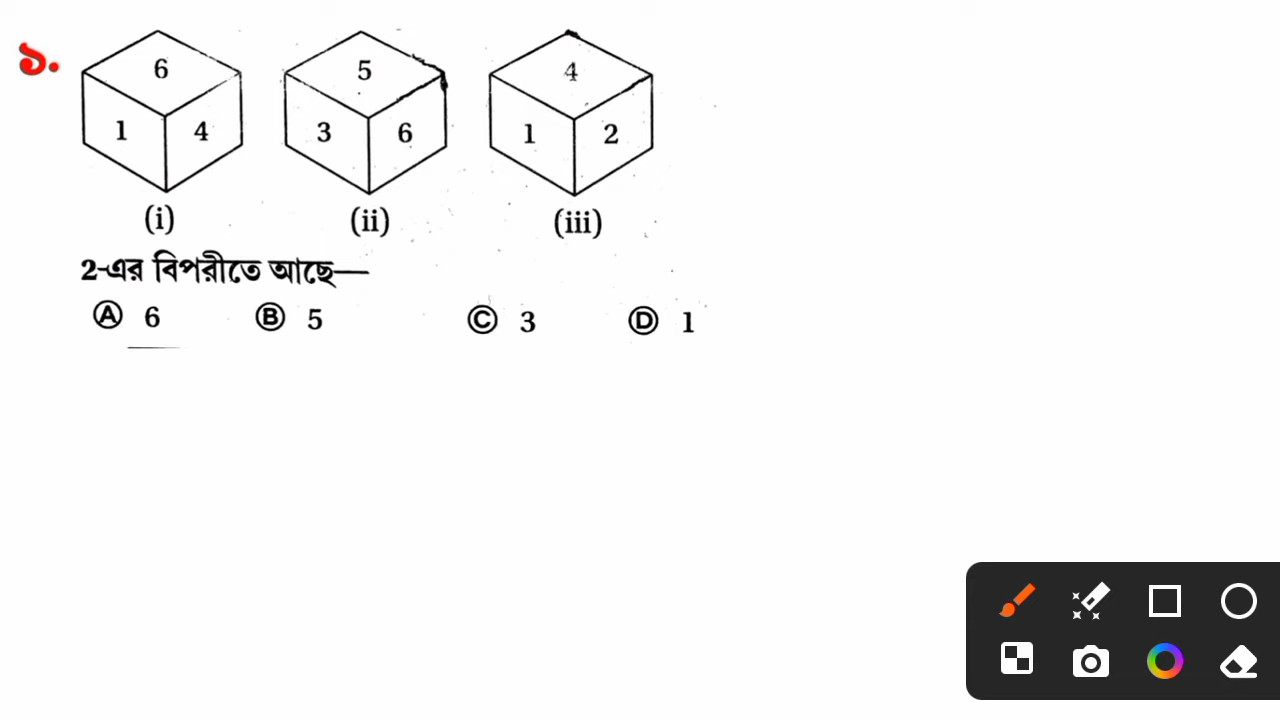 ১.
6 5 4
1 4 3 6 1 2
(i) (ii) (iii)
2-এর বিপরীতে আছে—
Ⓐ 6 Ⓑ 5 Ⓒ 3 Ⓓ 1